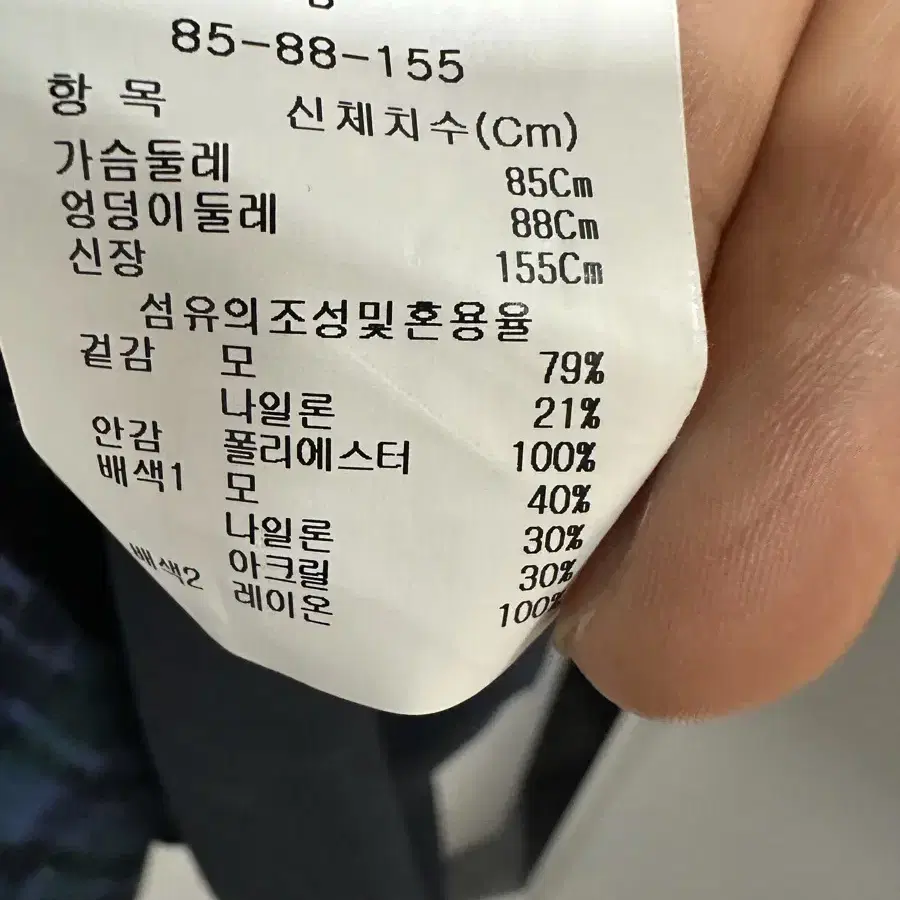 85-88-155
항 목 신체치수(Cm)
가슴둘레 85Cm
엉덩이둘레 88Cm
신장 155Cm
섬유의조성및혼용율
겉감 모 79%
나일론 21%
안감 폴리에스터 100%
배색1 모 40%
나일론 30%
아크릴 30%
배색2 레이온 100%